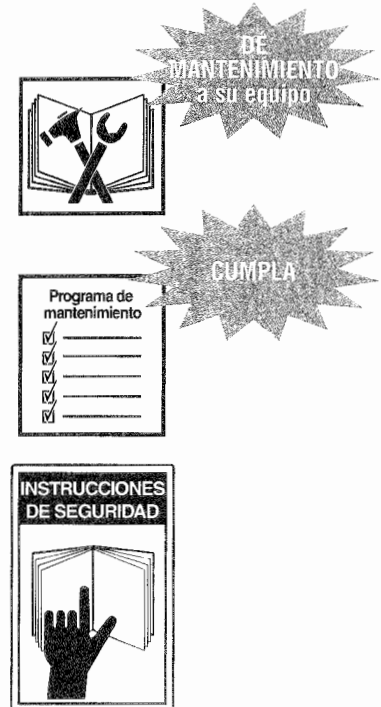 DE
MANTENIMIENTO
a su equipo
CUMPLA
Programa de
mantenimiento
INSTRUCCIONES
DE SEGURIDAD